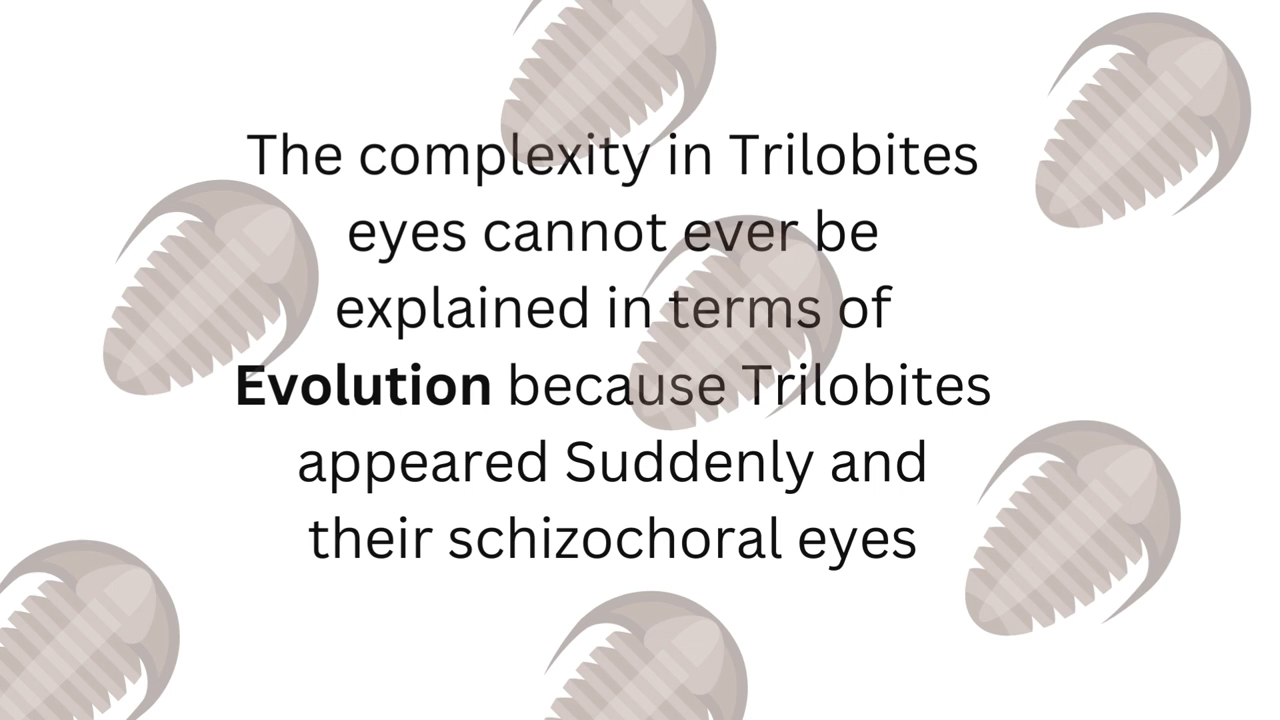 The complexity in Trilobites
eyes cannot ever be
explained in terms of
Evolution because Trilobites
appeared Suddenly and
their schizochoral eyes